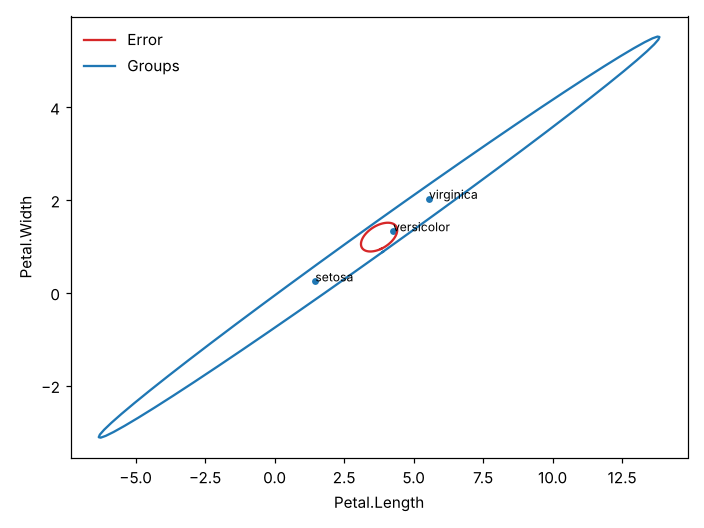 Error
Groups
4
2
0
−2
virginica
versicolor
setosa
−5.0
−2.5
0.0
2.5
5.0
7.5
10.0
12.5
Petal.Length
Petal.Width